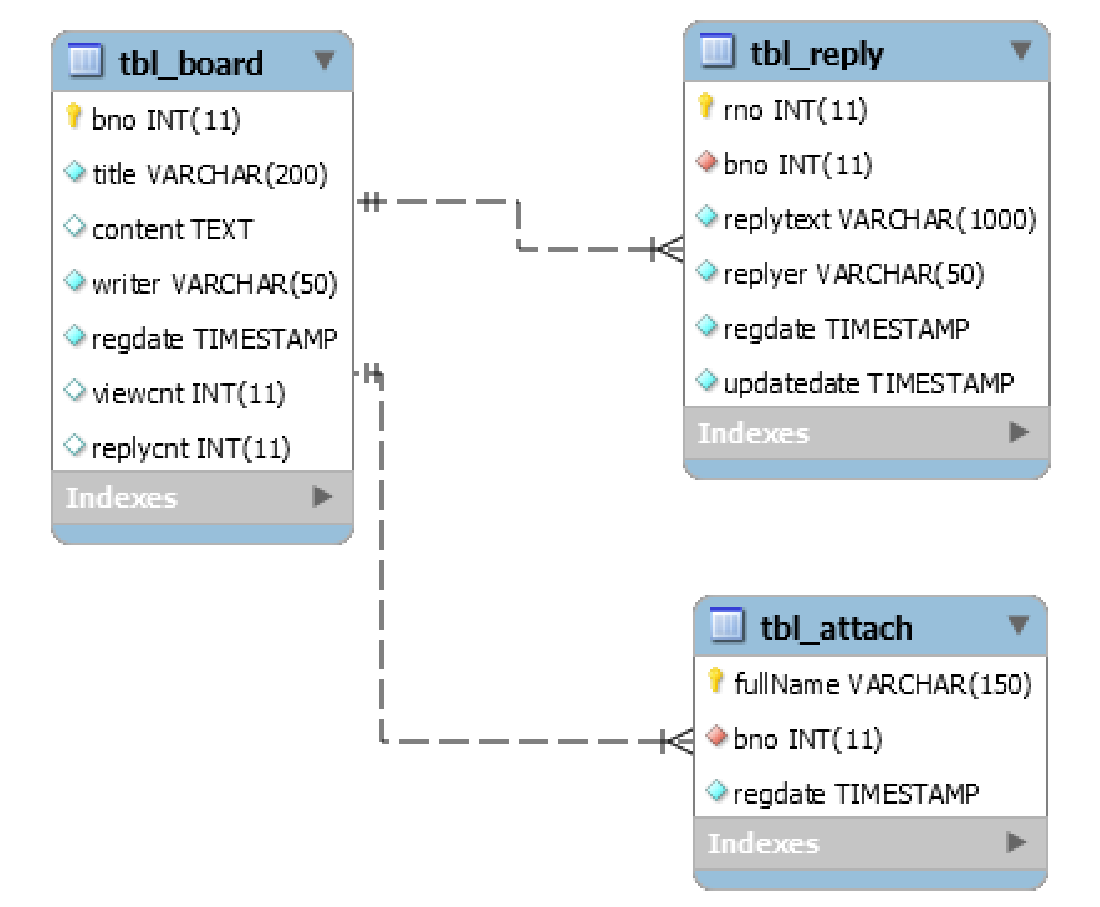 tbl_board
bno INT(11)
title VARCHAR(200)
content TEXT
writer VARCHAR(50)
regdate TIMESTAMP
viewcnt INT(11)
replycnt INT(11)
Indexes
tbl_reply
rno INT(11)
bno INT(11)
replytext VARCHAR(1000)
replyer VARCHAR(50)
regdate TIMESTAMP
updatedate TIMESTAMP
Indexes
tbl_attach
fullName VARCHAR(150)
bno INT(11)
regdate TIMESTAMP
Indexes